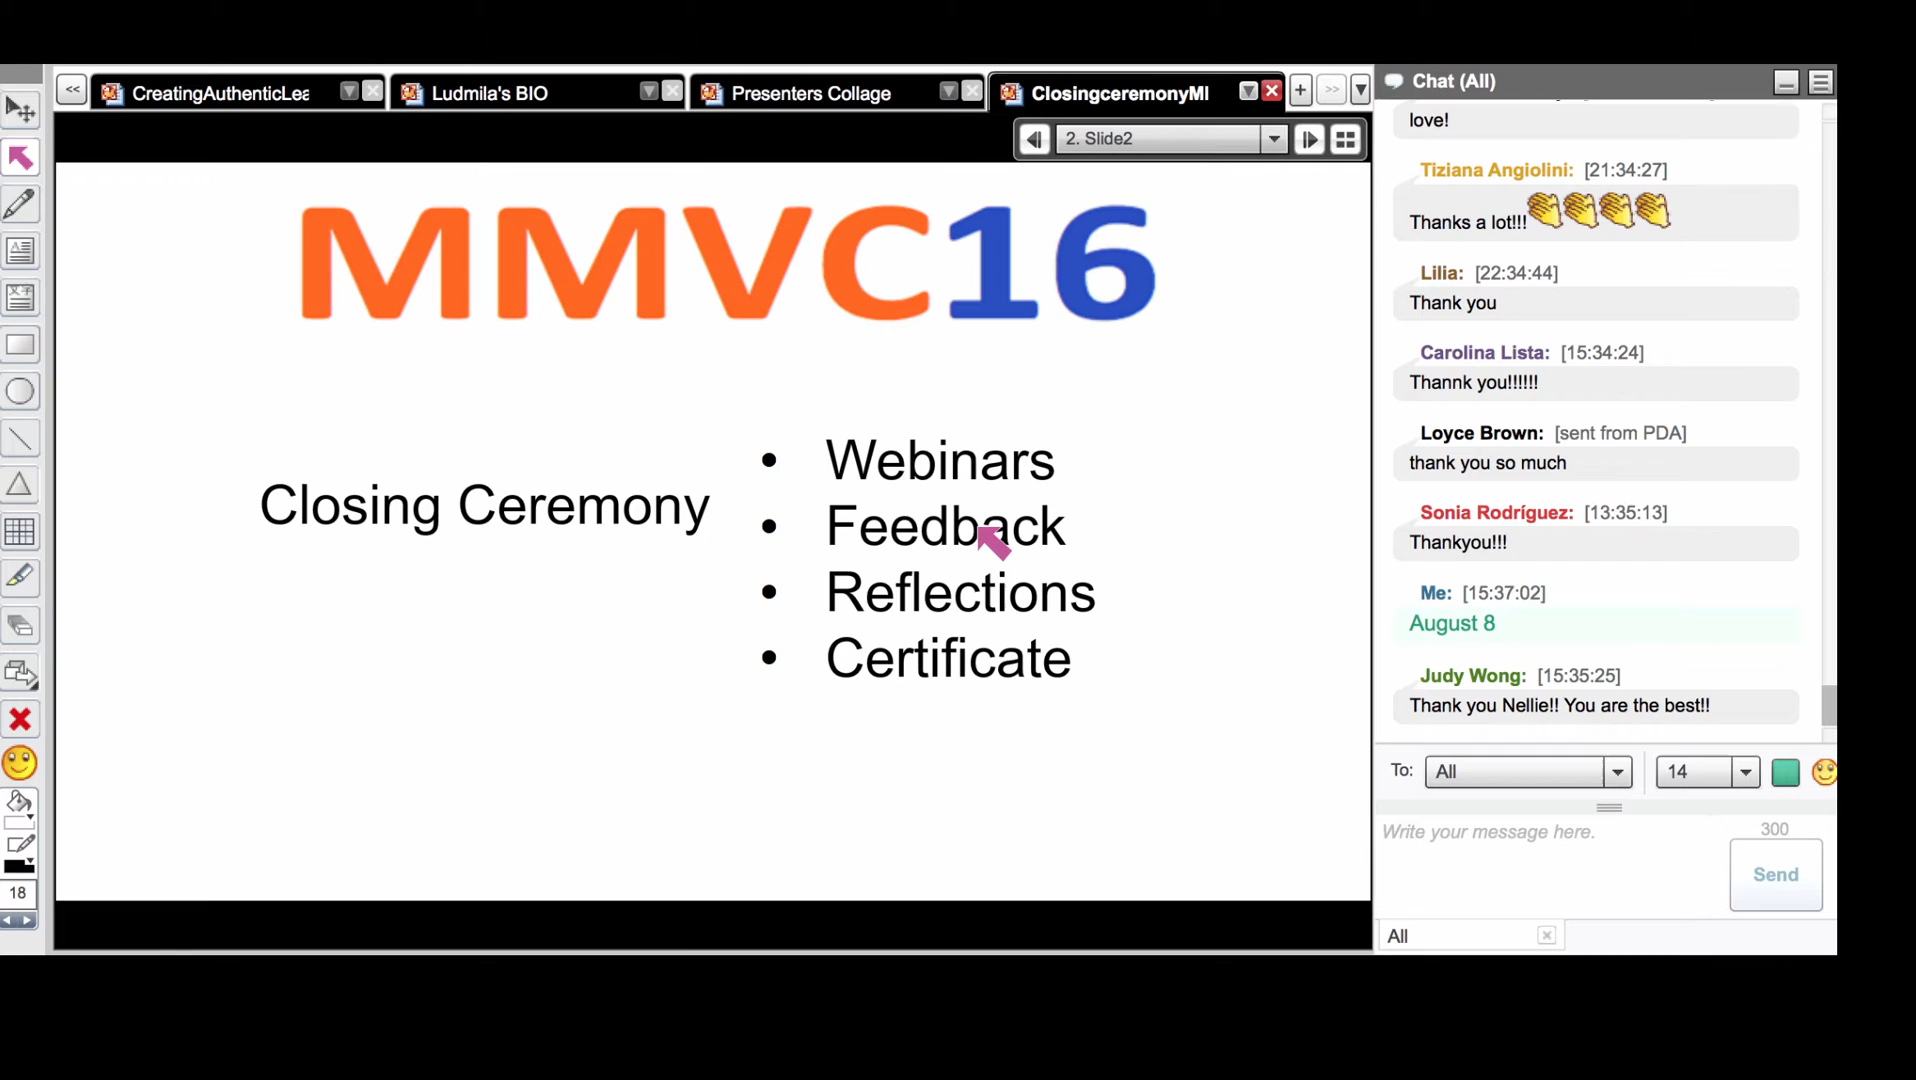 <<
CreatingAuthenticLea
Ludmila's BIO
Presenters Collage
ClosingceremonyMI
+
>>
2. Slide2
MMVC16
Closing Ceremony
• Webinars
• Feedback
• Reflections
• Certificate
18
Chat (All)
love!
Tiziana Angiolini: [21:34:27]
Thanks a lot!!!
Lilia: [22:34:44]
Thank you
Carolina Lista: [15:34:24]
Thannk you!!!!!!
Loyce Brown: [sent from PDA]
thank you so much
Sonia Rodríguez: [13:35:13]
Thankyou!!!
Me: [15:37:02]
August 8
Judy Wong: [15:35:25]
Thank you Nellie!! You are the best!!
To: All 14
Write your message here. 300
Send
All